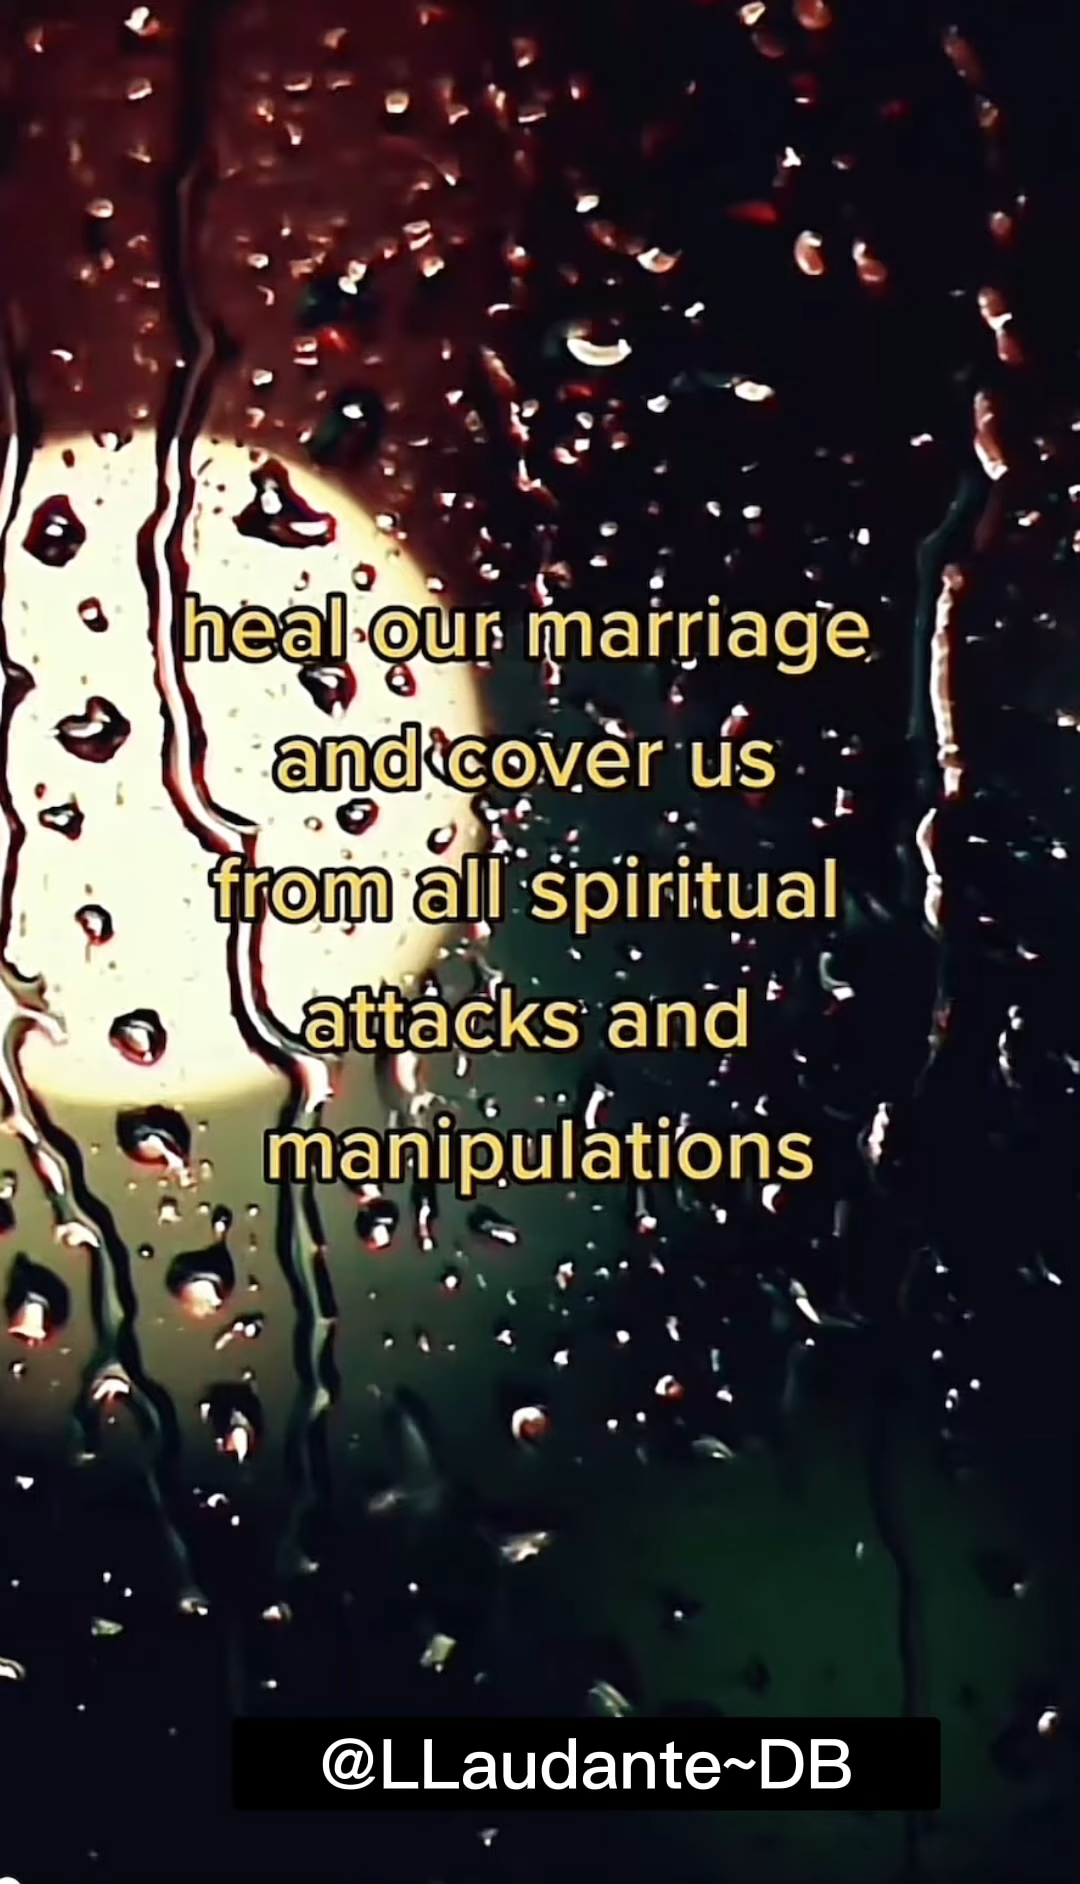 heal our marriage
and cover us
from all spiritual
attacks and
manipulations
@LLaudante~DB